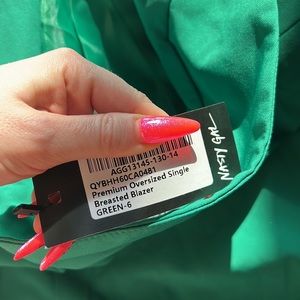 AGG13145-130-14
QYBHH60CA0481
Premium Oversized Single
Breasted Blazer
GREEN-6
NASTY GAL